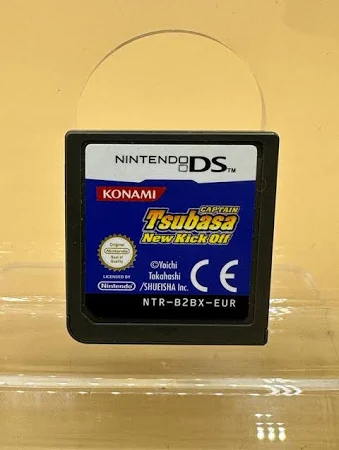 NINTENDO DS™
KONAMI
CAPTAIN
Tsubasa
New Kick Off
Original
Nintendo
Seal of
Quality
©Yoichi
Takahashi
/SHUEISHA Inc.
CE
LICENSED BY
Nintendo
NTR-B2BX-EUR